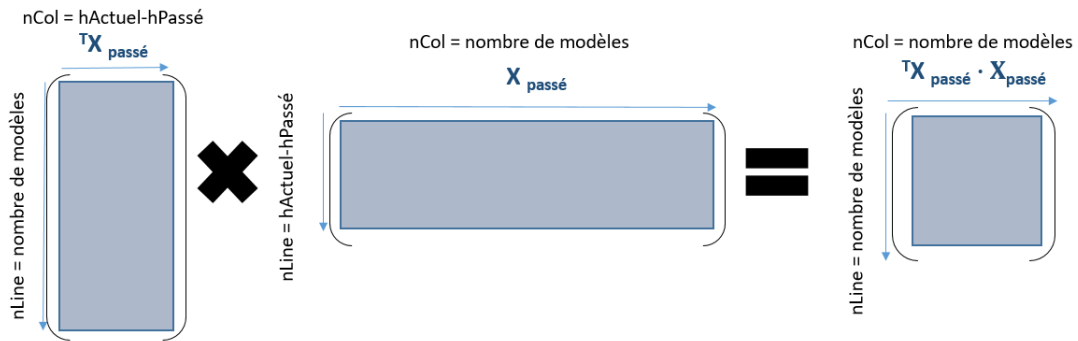 nCol = hActuel-hPassé
ᵀX passé
nLine = nombre de modèles
nCol = nombre de modèles
X passé
nLine = hActuel-hPassé
nCol = nombre de modèles
ᵀX passé · Xpassé
nLine = nombre de modèles